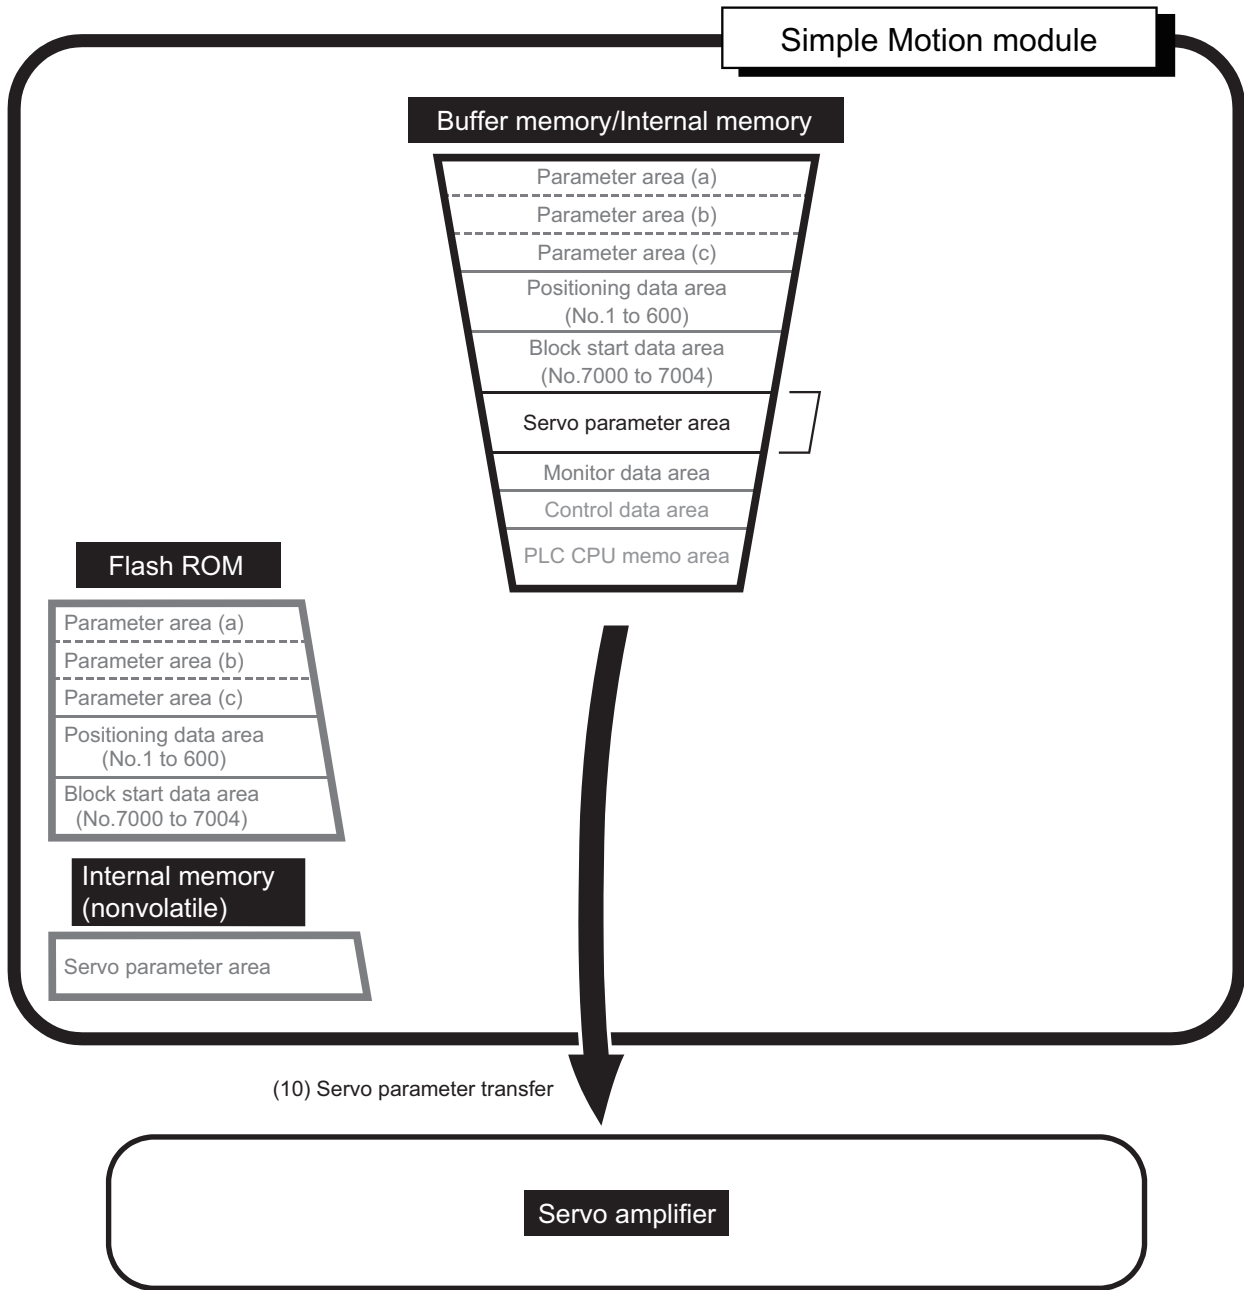 Simple Motion module
Buffer memory/Internal memory
Parameter area (a)
Parameter area (b)
Parameter area (c)
Positioning data area
(No.1 to 600)
Block start data area
(No.7000 to 7004)
Servo parameter area
Monitor data area
Control data area
PLC CPU memo area
Flash ROM
Parameter area (a)
Parameter area (b)
Parameter area (c)
Positioning data area
(No.1 to 600)
Block start data area
(No.7000 to 7004)
Internal memory
(nonvolatile)
Servo parameter area
(10) Servo parameter transfer
Servo amplifier